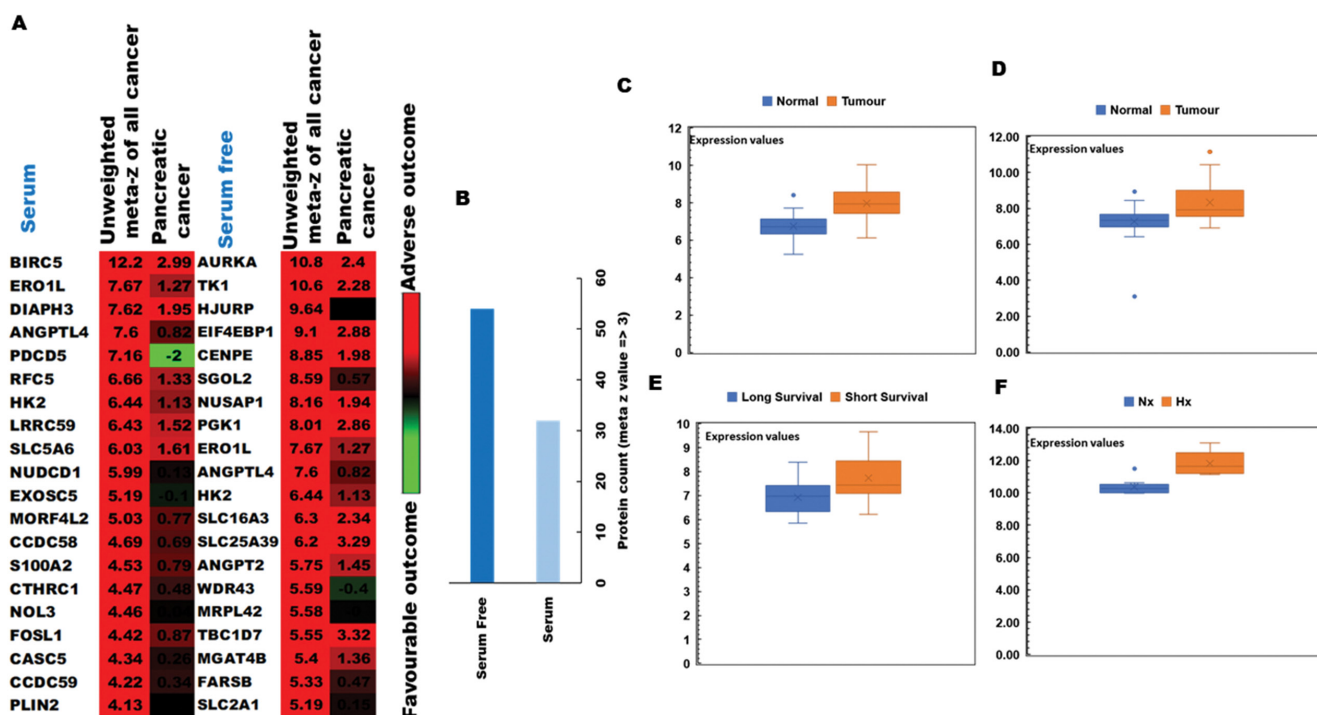 A
Serum
Unweighted
meta-z of all cancer
Pancreatic
cancer
Serum free
Unweighted
meta-z of all cancer
Pancreatic
cancer
BIRC5 12.2 2.99 AURKA 10.8 2.4
ERO1L 7.67 1.27 TK1 10.6 2.28
DIAPH3 7.62 1.95 HJURP 9.64
ANGPTL4 7.6 0.82 EIF4EBP1 9.1 2.88
PDCD5 7.16 -2 CENPE 8.85 1.98
RFC5 6.66 1.33 SGOL2 8.59 0.57
HK2 6.44 1.13 NUSAP1 8.16 1.94
LRRC59 6.43 1.52 PGK1 8.01 2.86
SLC5A6 6.03 1.61 ERO1L 7.67 1.27
NUDCD1 5.99 0.13 ANGPTL4 7.6 0.82
EXOSC5 5.19 -0.1 HK2 6.44 1.13
MORF4L2 5.03 0.77 SLC16A3 6.3 2.34
CCDC58 4.69 0.69 SLC25A39 6.2 3.29
S100A2 4.53 0.79 ANGPT2 5.75 1.45
CTHRC1 4.47 0.48 WDR43 5.59 -0.4
NOL3 4.46 MRPL42 5.58
FOSL1 4.42 0.87 TBC1D7 5.55 3.32
CASC5 4.34 0.26 MGAT4B 5.4 1.36
CCDC59 4.22 0.34 FARSB 5.33 0.47
PLIN2 4.13 SLC2A1 5.19 0.15
Adverse outcome
Favourable outcome
B
60
50
40
30
20
10
0
Protein count (meta z value => 3)
Serum Free
Serum
C
Normal Tumour
Expression values
12
10
8
6
4
2
0
D
Normal Tumour
Expression values
12.00
10.00
8.00
6.00
4.00
2.00
0.00
E
Long Survival Short Survival
Expression values
10
9
8
7
6
5
4
3
2
1
0
F
Nx Hx
Expression values
14.00
12.00
10.00
8.00
6.00
4.00
2.00
0.00